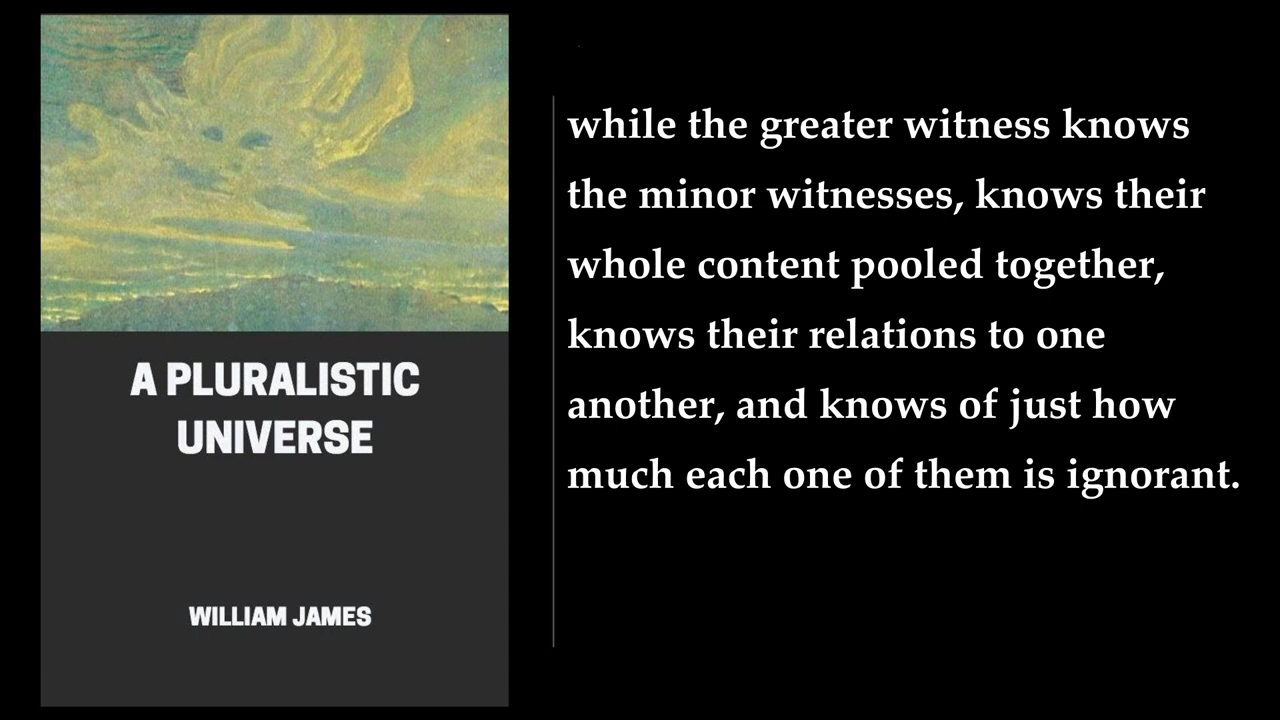 A PLURALISTIC
UNIVERSE
WILLIAM JAMES
while the greater witness knows
the minor witnesses, knows their
whole content pooled together,
knows their relations to one
another, and knows of just how
much each one of them is ignorant.